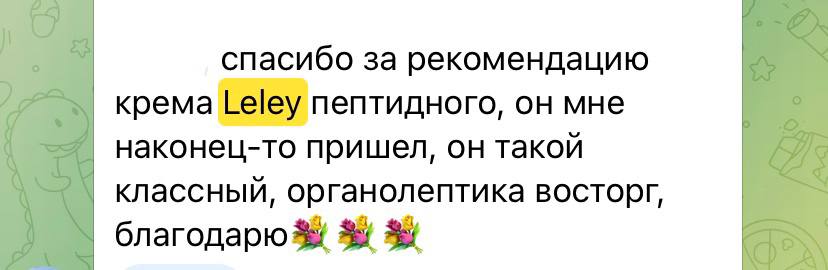 , спасибо за рекомендацию
крема Leley пептидного, он мне
наконец-то пришел, он такой
классный, органолептика восторг,
благодарю💐💐💐